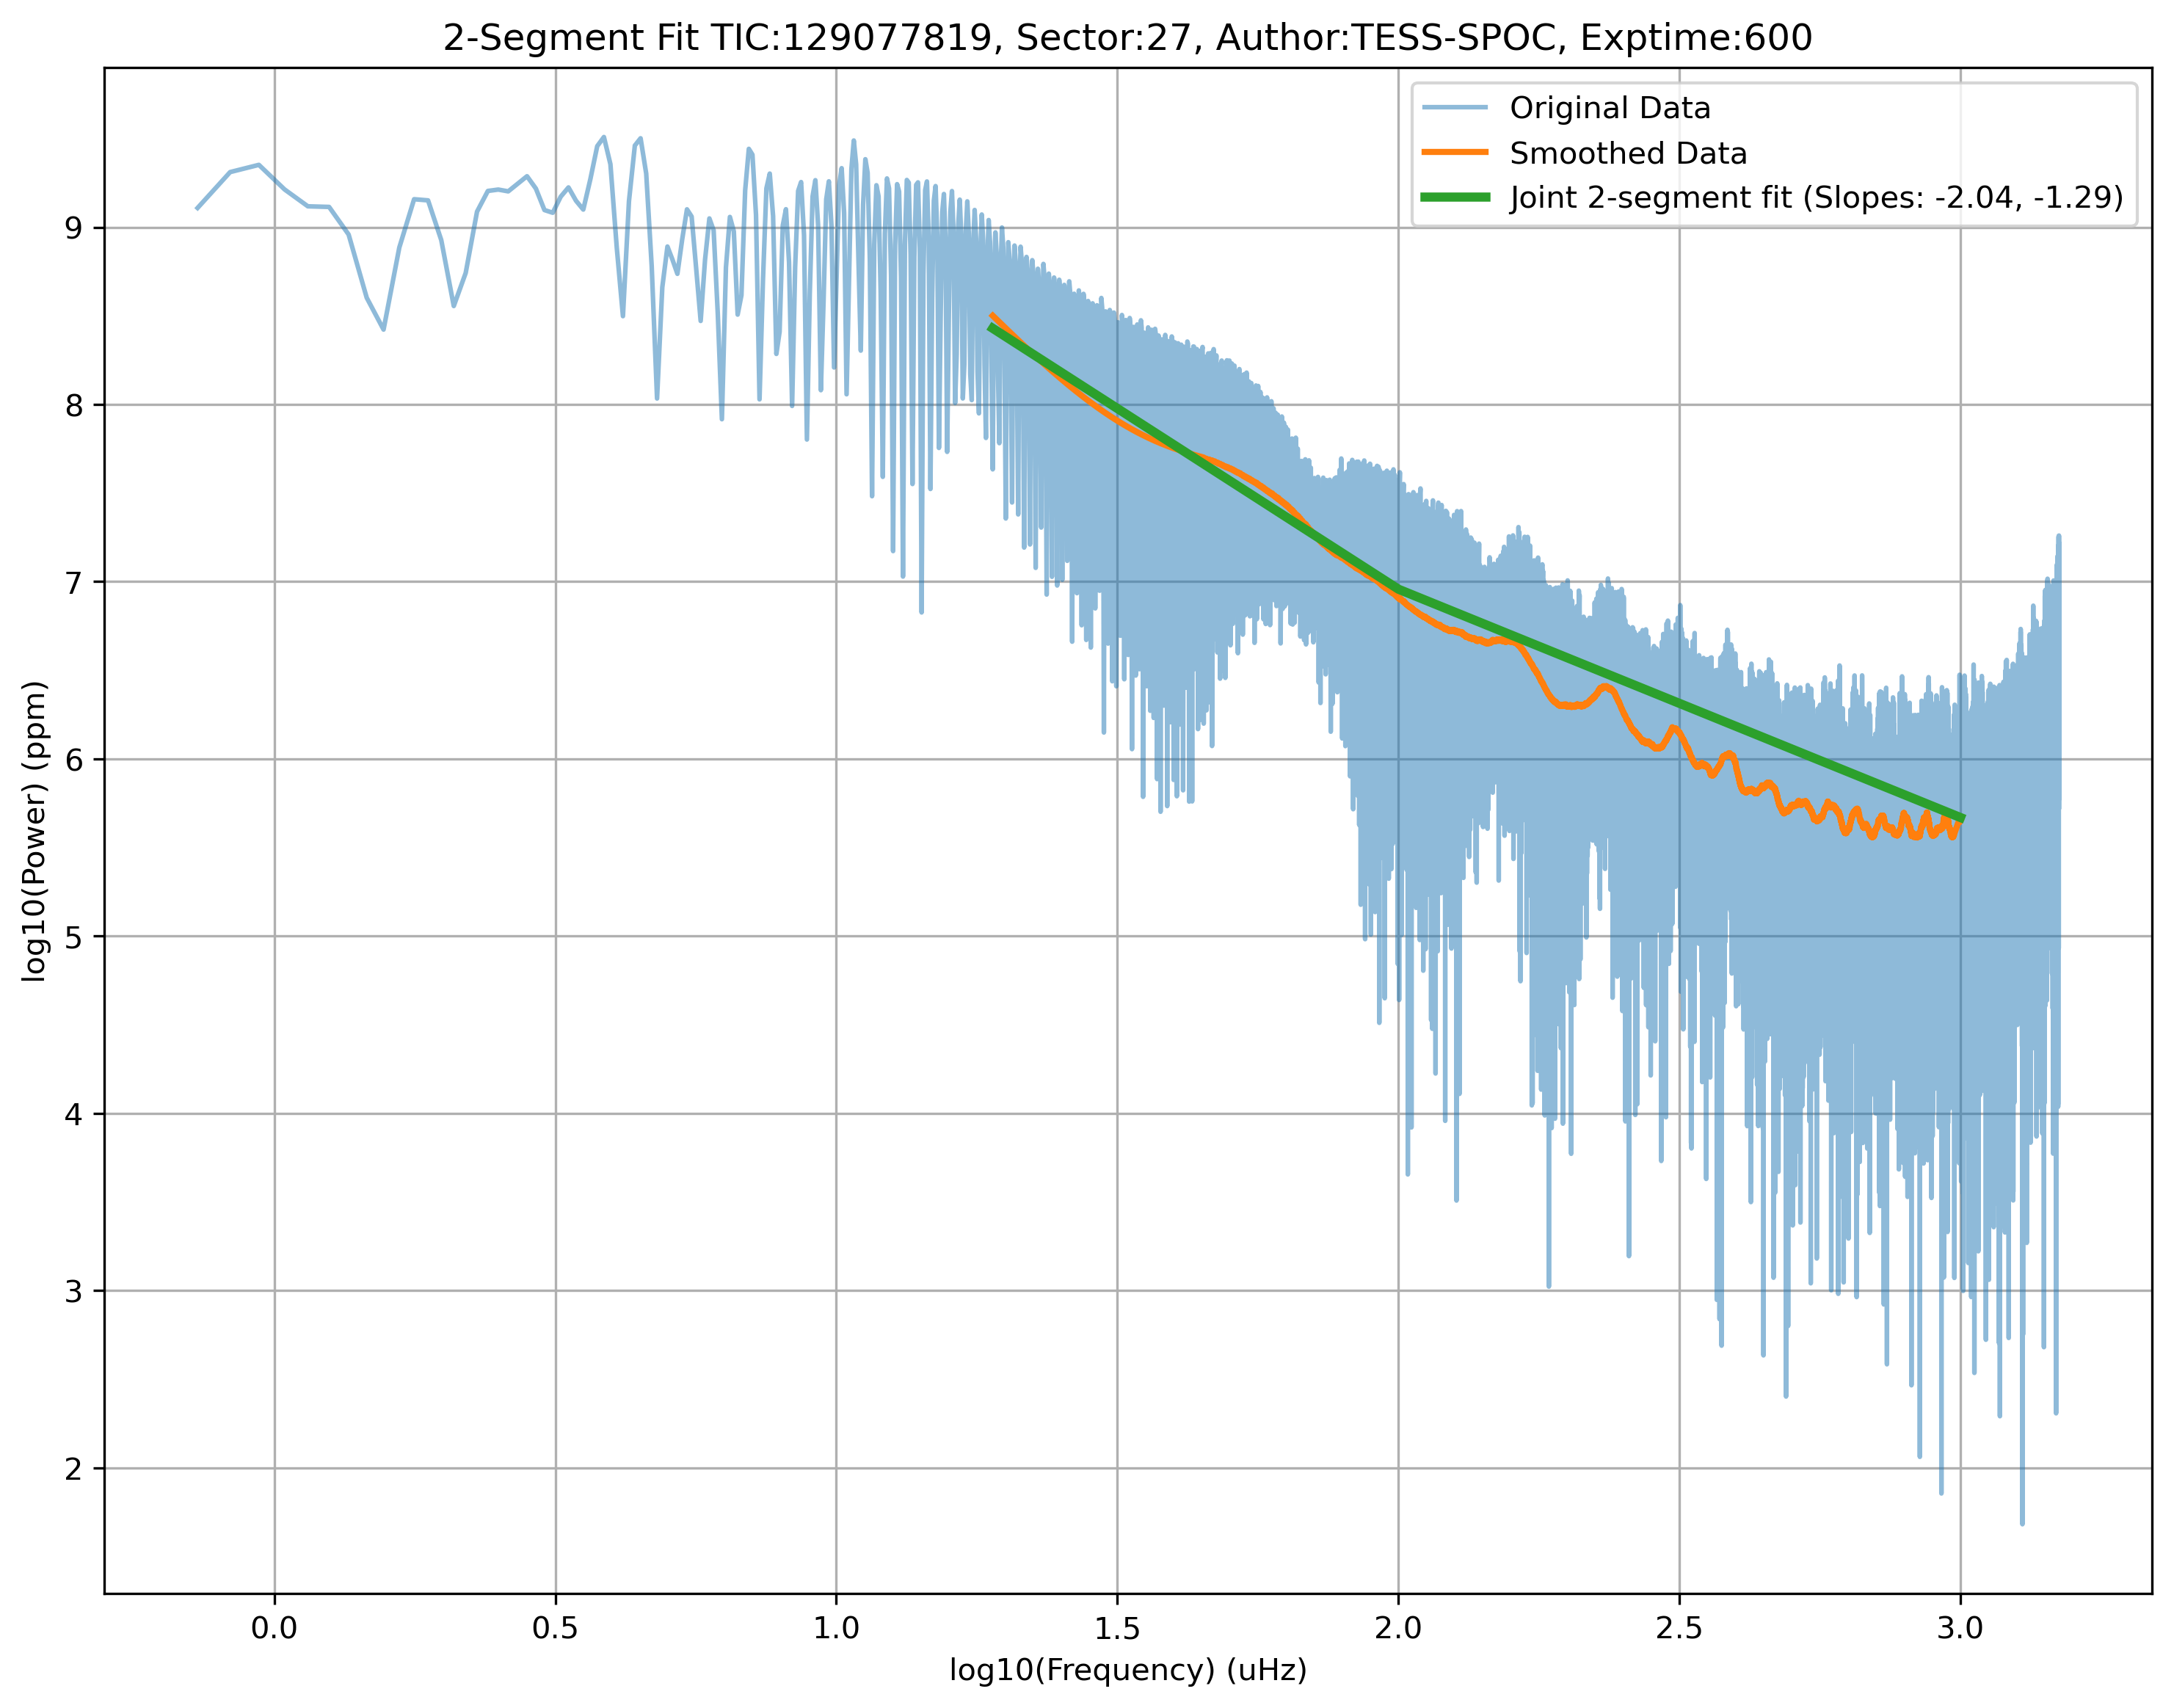 2-Segment Fit TIC:129077819, Sector:27, Author:TESS-SPOC, Exptime:600
Original Data
Smoothed Data
Joint 2-segment fit (Slopes: -2.04, -1.29)
log10(Power) (ppm)
9
8
7
6
5
4
3
2
0.0 0.5 1.0 1.5 2.0 2.5 3.0
log10(Frequency) (uHz)